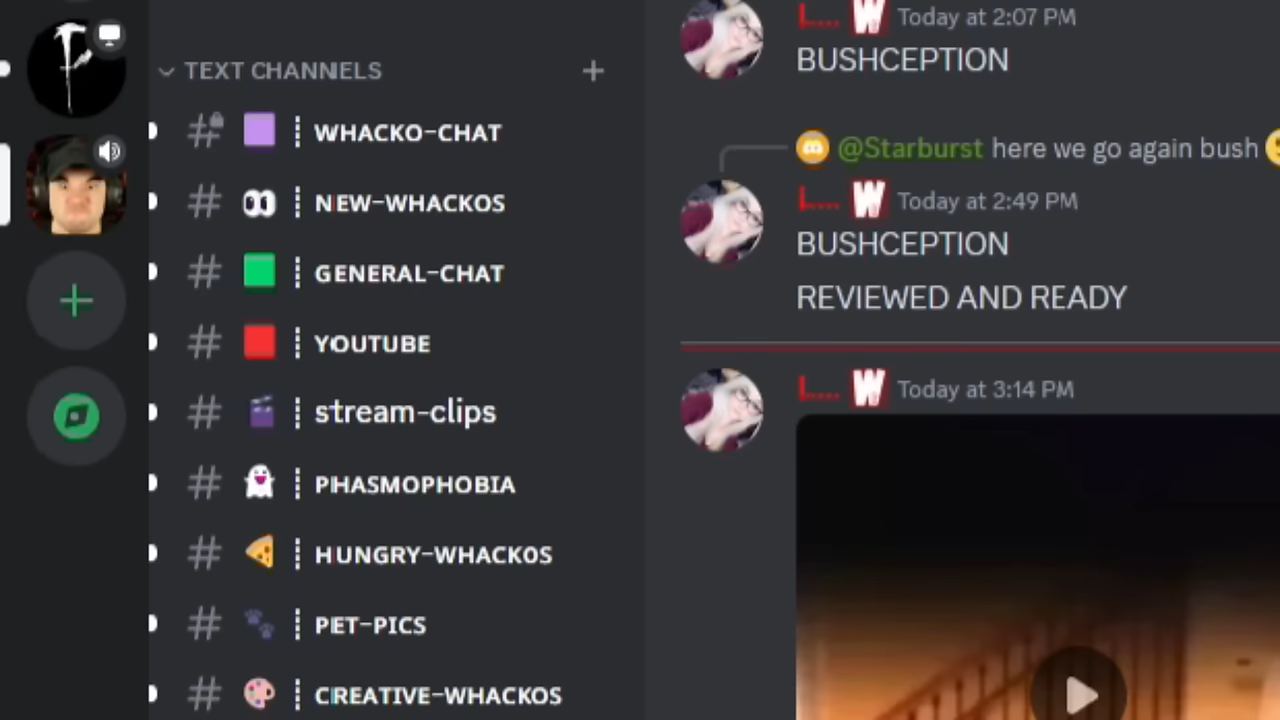 TEXT CHANNELS
WHACKO-CHAT
NEW-WHACKOS
GENERAL-CHAT
YOUTUBE
stream-clips
PHASMOPHOBIA
HUNGRY-WHACKOS
PET-PICS
CREATIVE-WHACKOS
L.... W Today at 2:07 PM
BUSHCEPTION
@Starburst here we go again bush
L.... W Today at 2:49 PM
BUSHCEPTION
REVIEWED AND READY
L.... W Today at 3:14 PM